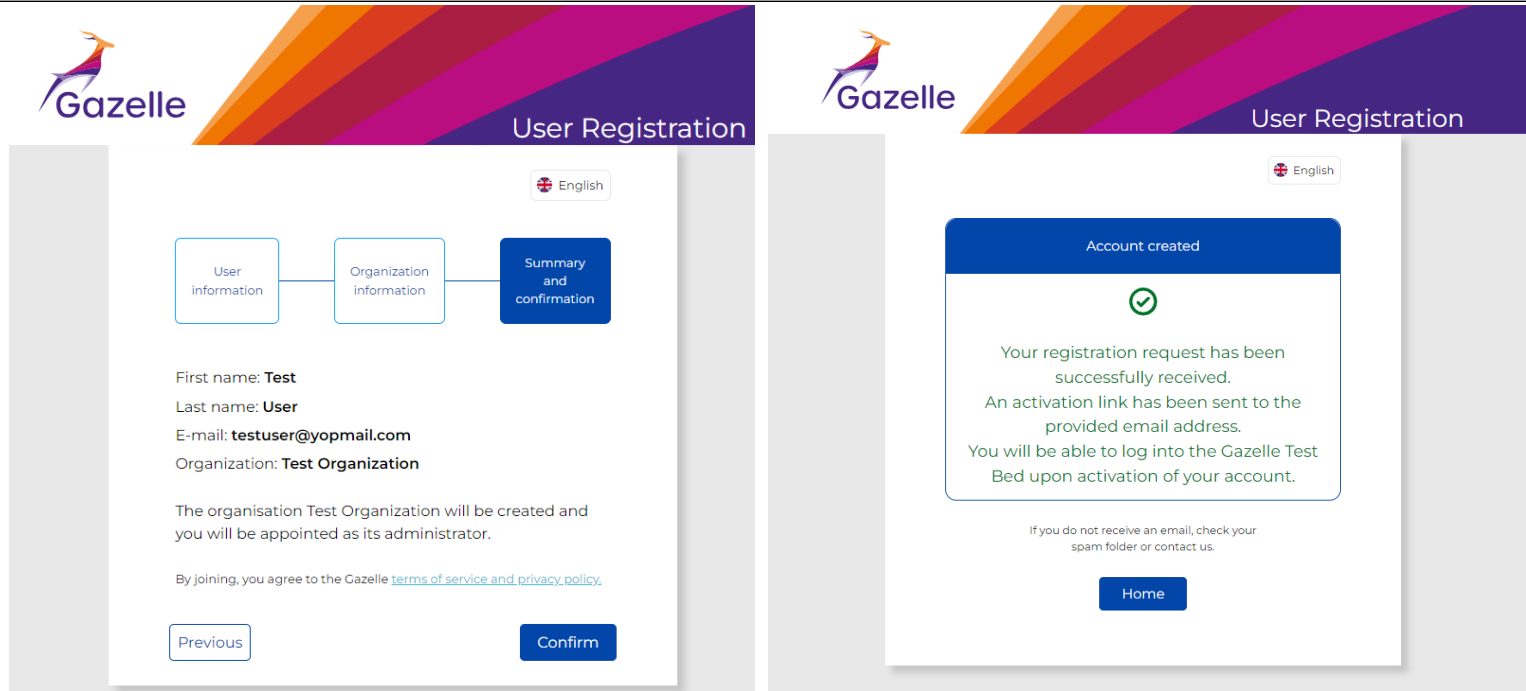 Gazelle
User Registration
English
User
information
Organization
information
Summary
and
confirmation
First name: Test
Last name: User
E-mail: testuser@yopmail.com
Organization: Test Organization
The organisation Test Organization will be created and
you will be appointed as its administrator.
By joining, you agree to the Gazelle terms of service and privacy policy.
Previous
Confirm
Gazelle
User Registration
English
Account created
Your registration request has been
successfully received.
An activation link has been sent to the
provided email address.
You will be able to log into the Gazelle Test
Bed upon activation of your account.
If you do not receive an email, check your
spam folder or contact us.
Home